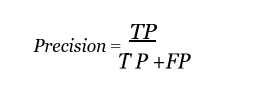 TP
Precision =
TP +FP